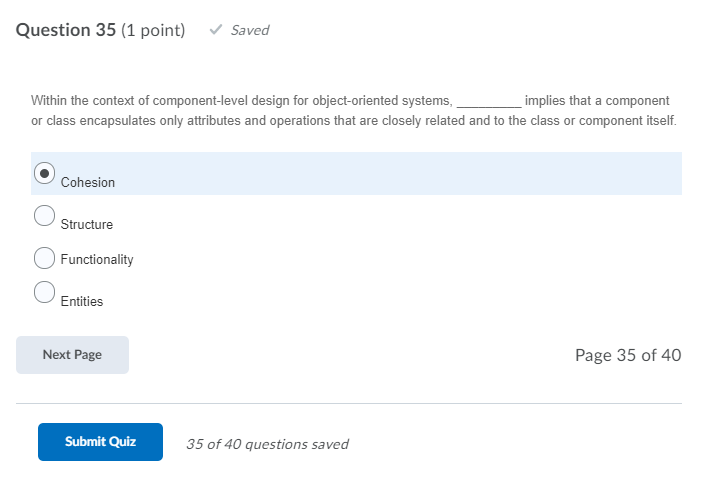 Question 35 (1 point) ✓ Saved
Within the context of component-level design for object-oriented systems, _________ implies that a component
or class encapsulates only attributes and operations that are closely related and to the class or component itself.
Cohesion
Structure
Functionality
Entities
Next Page
Page 35 of 40
Submit Quiz
35 of 40 questions saved